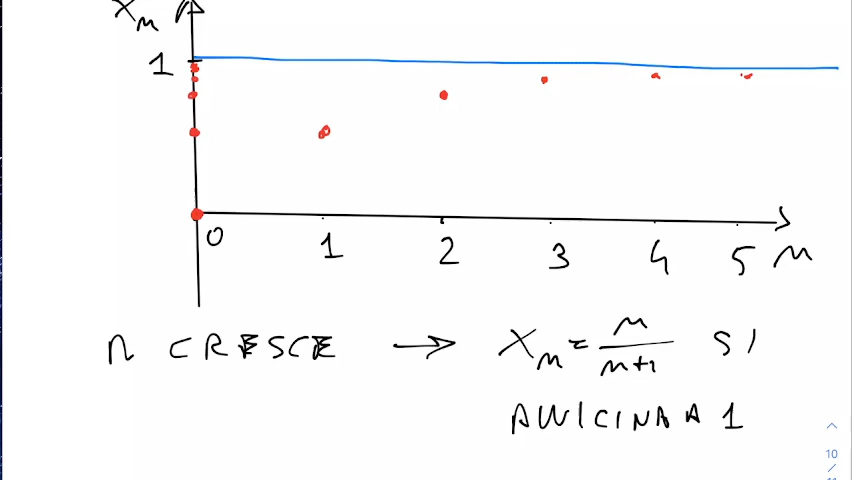 xₙ
1
0 1 2 3 4 5 n
n CRESCE → xₙ = n/(n+1) SI
AVVICINA A 1
10
/